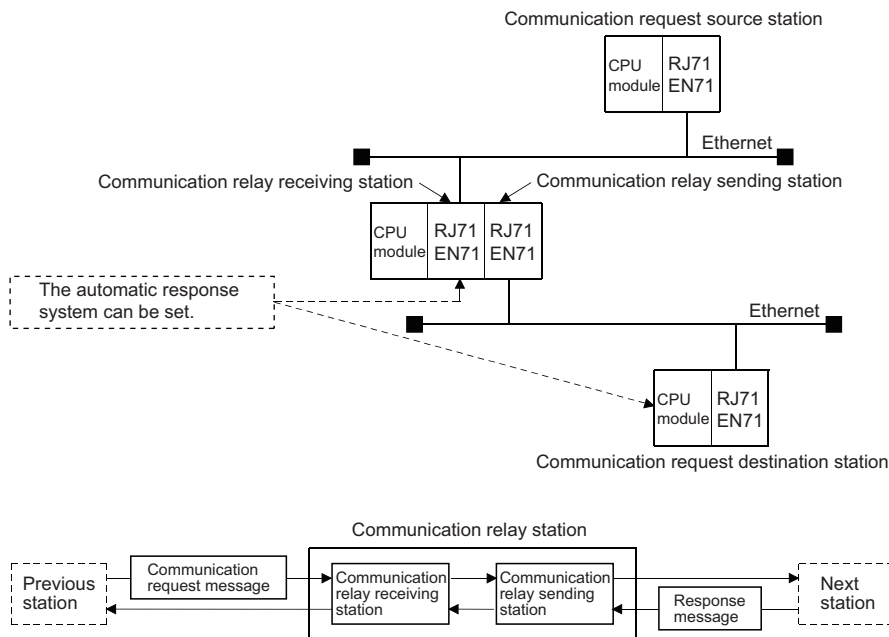 Communication request source station
CPU
module
RJ71
EN71
Ethernet
Communication relay receiving station
Communication relay sending station
CPU
module
RJ71
EN71
RJ71
EN71
The automatic response
system can be set.
Ethernet
CPU
module
RJ71
EN71
Communication request destination station
Communication relay station
Previous
station
Communication
request message
Communication
relay receiving
station
Communication
relay sending
station
Response
message
Next
station